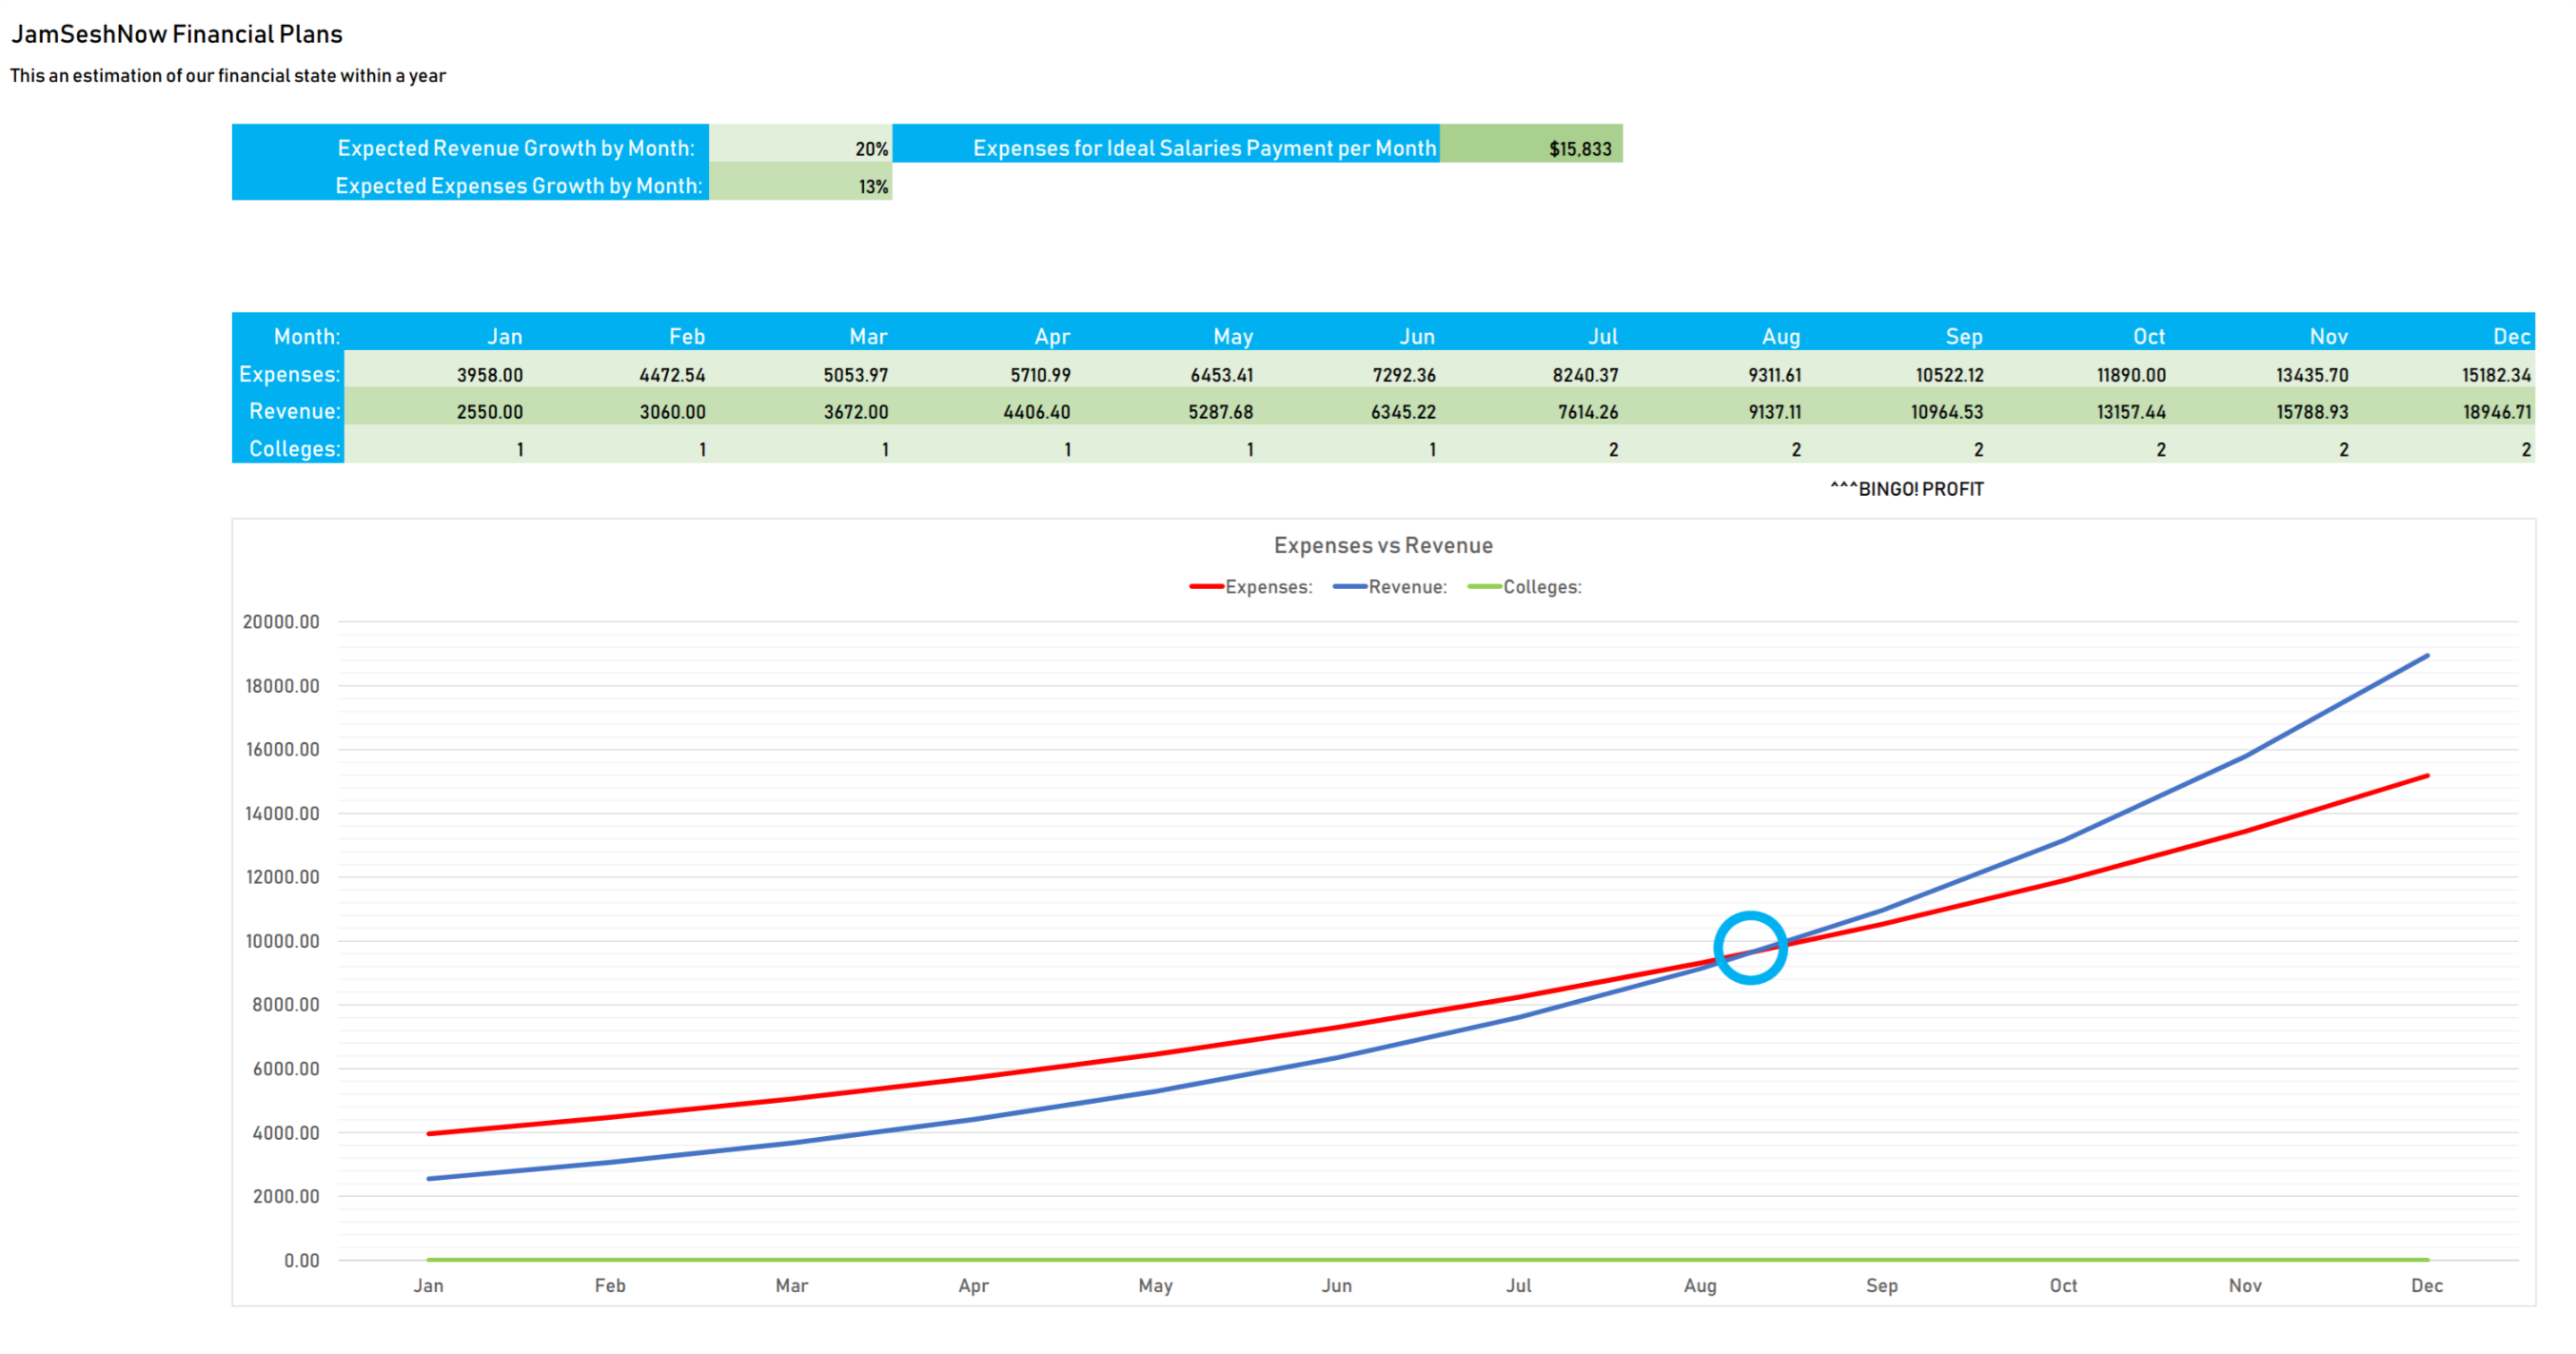 JamSeshNow Financial Plans
This an estimation of our financial state within a year
Expected Revenue Growth by Month: 20% Expenses for Ideal Salaries Payment per Month $15,833
Expected Expenses Growth by Month: 13%
Month: Jan Feb Mar Apr May Jun Jul Aug Sep Oct Nov Dec
Expenses: 3958.00 4472.54 5053.97 5710.99 6453.41 7292.36 8240.37 9311.61 10522.12 11890.00 13435.70 15182.34
Revenue: 2550.00 3060.00 3672.00 4406.40 5287.68 6345.22 7614.26 9137.11 10964.53 13157.44 15788.93 18946.71
Colleges: 1 1 1 1 1 1 2 2 2 2 2 2
^^^BINGO! PROFIT
Expenses vs Revenue
Expenses: Revenue: Colleges:
20000.00
18000.00
16000.00
14000.00
12000.00
10000.00
8000.00
6000.00
4000.00
2000.00
0.00
Jan Feb Mar Apr May Jun Jul Aug Sep Oct Nov Dec